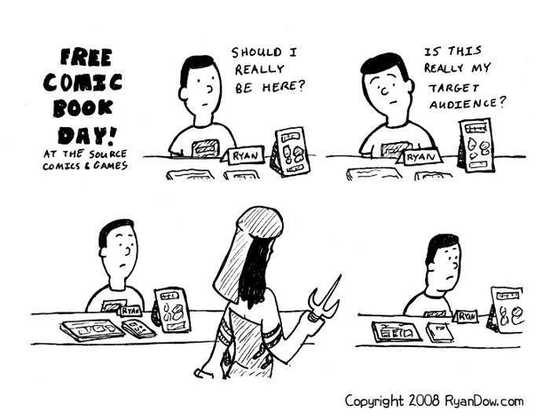 FREE
COMIC
BOOK
DAY!
AT THE SOURCE
COMICS & GAMES
SHOULD I
REALLY
BE HERE?
RYAN
IS THIS
REALLY MY
TARGET
AUDIENCE?
RYAN
RYAN
RYAN
Copyright 2008 RyanDow.com